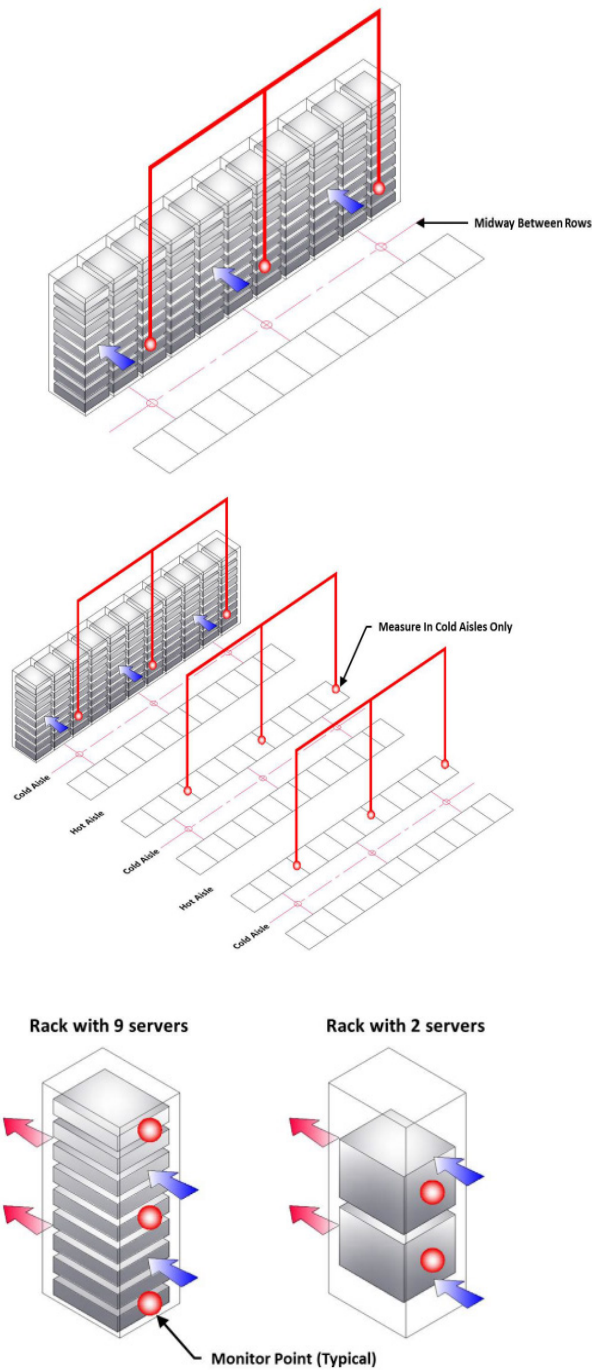 Midway Between Rows
Measure In Cold Aisles Only
Cold Aisle
Hot Aisle
Cold Aisle
Hot Aisle
Cold Aisle
Rack with 9 servers
Rack with 2 servers
Monitor Point (Typical)